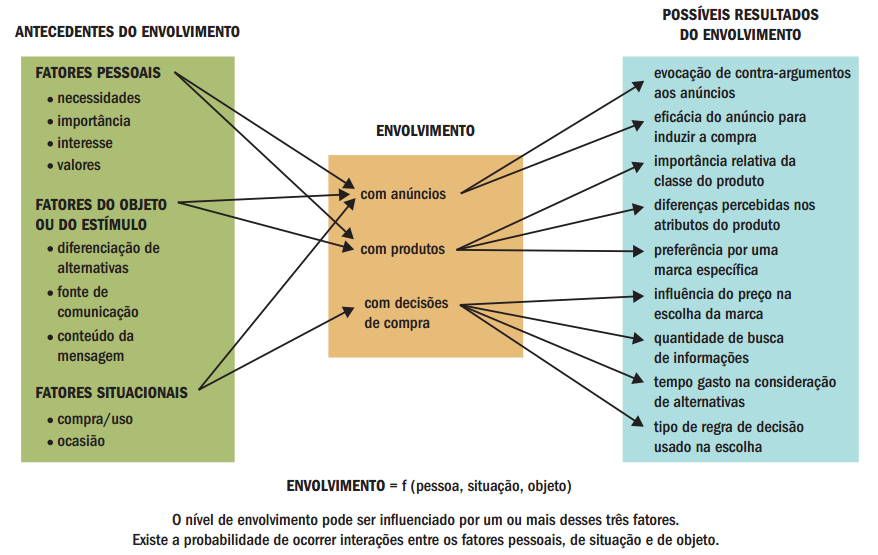 ANTECEDENTES DO ENVOLVIMENTO
FATORES PESSOAIS
• necessidades
• importância
• interesse
• valores
FATORES DO OBJETO
OU DO ESTÍMULO
• diferenciação de
alternativas
• fonte de
comunicação
• conteúdo da
mensagem
FATORES SITUACIONAIS
• compra/uso
• ocasião
ENVOLVIMENTO
com anúncios
com produtos
com decisões
de compra
POSSÍVEIS RESULTADOS
DO ENVOLVIMENTO
evocação de contra-argumentos
aos anúncios
eficácia do anúncio para
induzir a compra
importância relativa da
classe do produto
diferenças percebidas nos
atributos do produto
preferência por uma
marca específica
influência do preço na
escolha da marca
quantidade de busca
de informações
tempo gasto na consideração
de alternativas
tipo de regra de decisão
usado na escolha
ENVOLVIMENTO = f (pessoa, situação, objeto)
O nível de envolvimento pode ser influenciado por um ou mais desses três fatores.
Existe a probabilidade de ocorrer interações entre os fatores pessoais, de situação e de objeto.